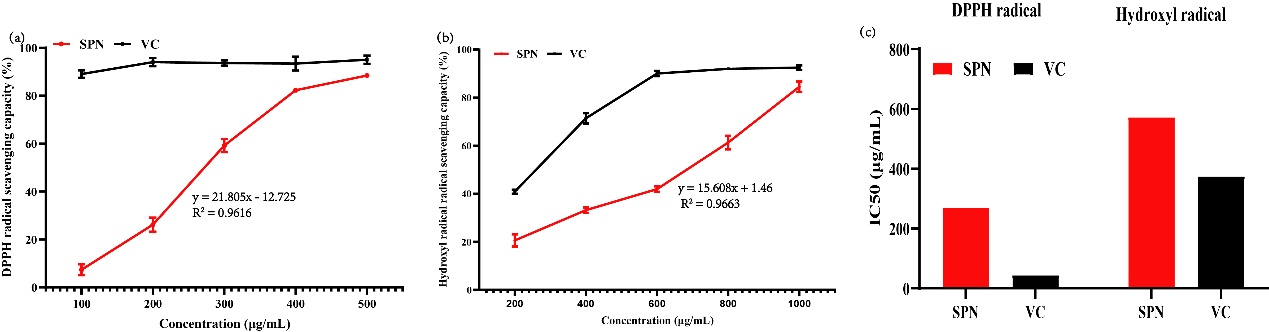 (a)
SPN VC
DPPH radical scavenging capacity (%)
100
80
60
40
20
0
y = 21.805x - 12.725
R² = 0.9616
100 200 300 400 500
Concentration (µg/mL)
(b)
SPN VC
Hydroxyl radical radical scavenging capacity (%)
100
80
60
40
20
0
y = 15.608x + 1.46
R² = 0.9663
200 400 600 800 1000
Concentration (µg/mL)
(c)
DPPH radical Hydroxyl radical
SPN VC
IC50 (µg/mL)
800
600
400
200
0
SPN VC SPN VC